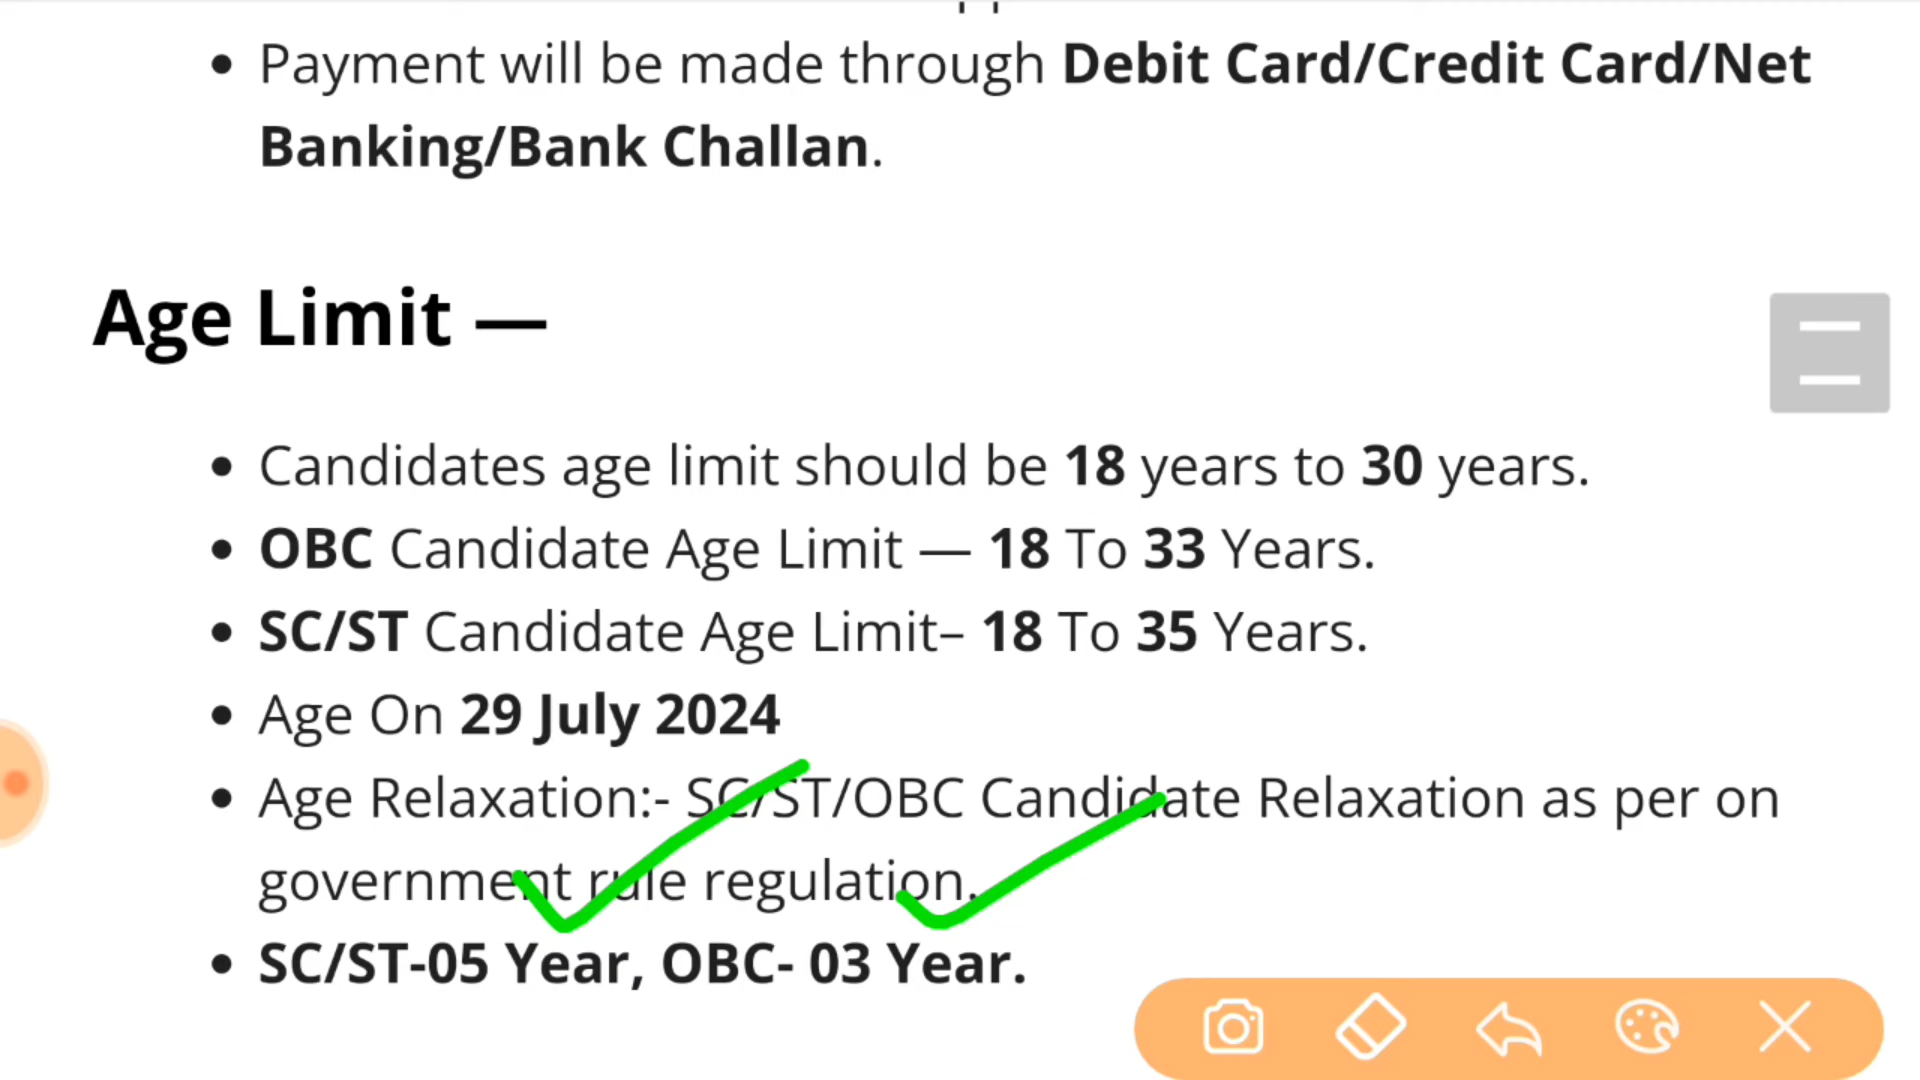 Payment will be made through Debit Card/Credit Card/Net
Banking/Bank Challan.
Age Limit —
Candidates age limit should be 18 years to 30 years.
OBC Candidate Age Limit — 18 To 33 Years.
SC/ST Candidate Age Limit– 18 To 35 Years.
Age On 29 July 2024
Age Relaxation:- SC/ST/OBC Candidate Relaxation as per on
government rule regulation.
SC/ST-05 Year, OBC- 03 Year.